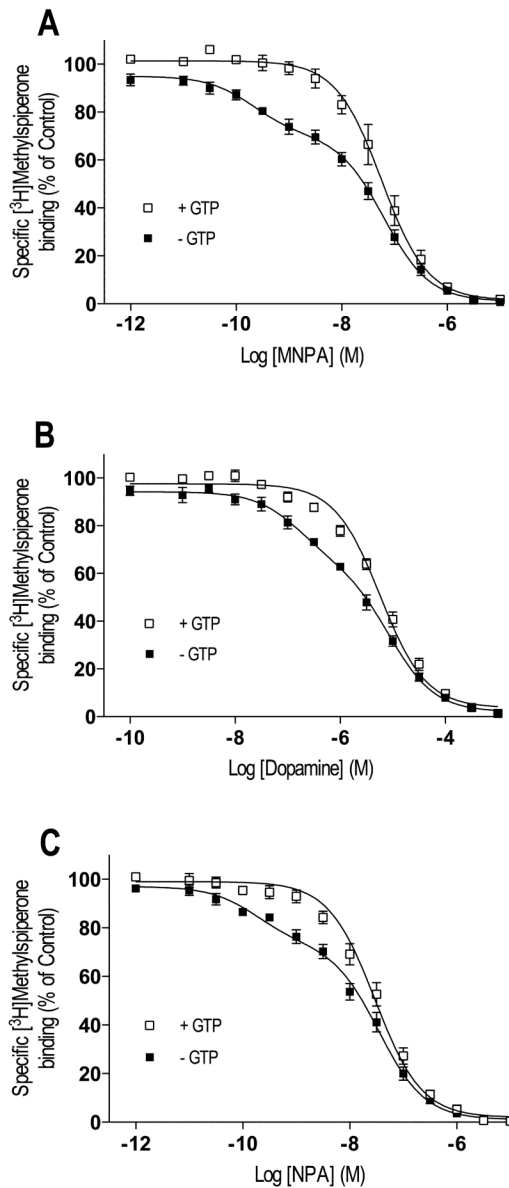 A
Specific [³H]Methylspiperone
binding (% of Control)
100
80
60
40
20
0
+ GTP
- GTP
-12
-10
-8
-6
Log [MNPA] (M)
B
Specific [³H]Methylspiperone
binding (% of Control)
100
80
60
40
20
0
+ GTP
- GTP
-10
-8
-6
-4
Log [Dopamine] (M)
C
Specific [³H]Methylspiperone
binding (% of Control)
100
80
60
40
20
0
+ GTP
- GTP
-12
-10
-8
-6
Log [NPA] (M)